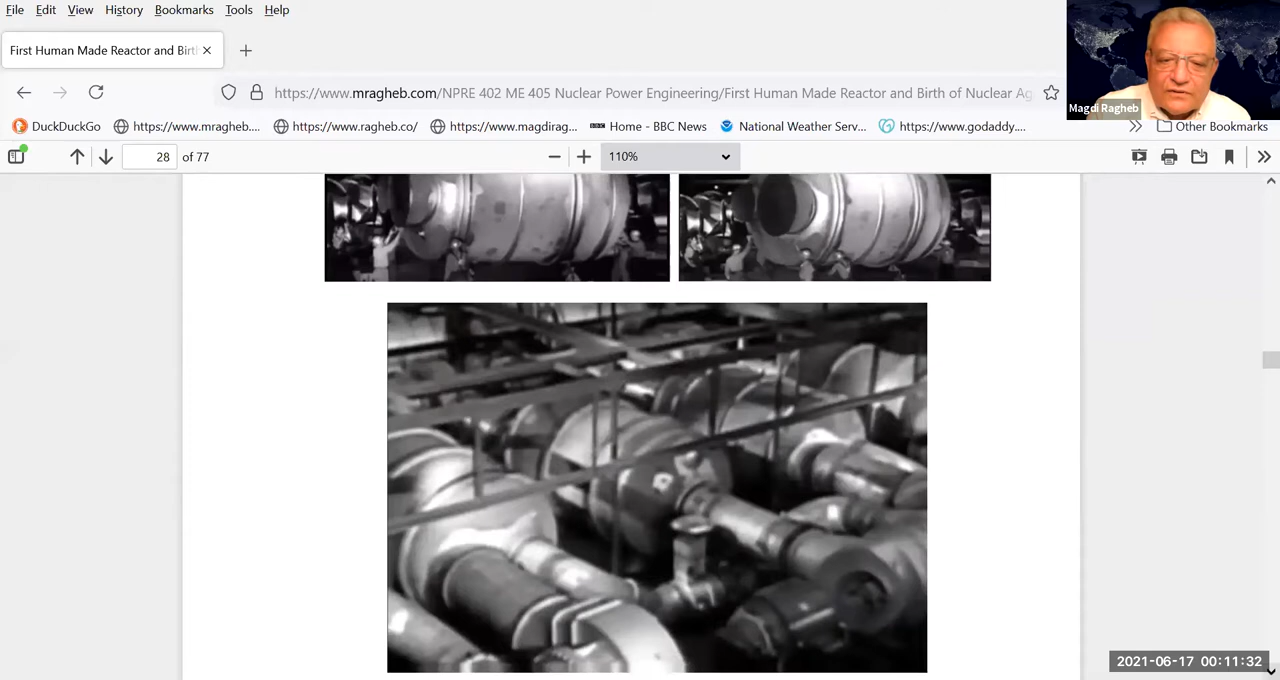 File Edit View History Bookmarks Tools Help
First Human Made Reactor and Birt
https://www.mragheb.com/NPRE 402 ME 405 Nuclear Power Engineering/First Human Made Reactor and Birth of Nuclear Ag
Magdi Ragheb
DuckDuckGo https://www.mragheb.... https://www.ragheb.co/ https://www.magdirag... BBC Home - BBC News National Weather Serv... https://www.godaddy.... Other Bookmarks
28 of 77 110%
2021-06-17 00:11:32